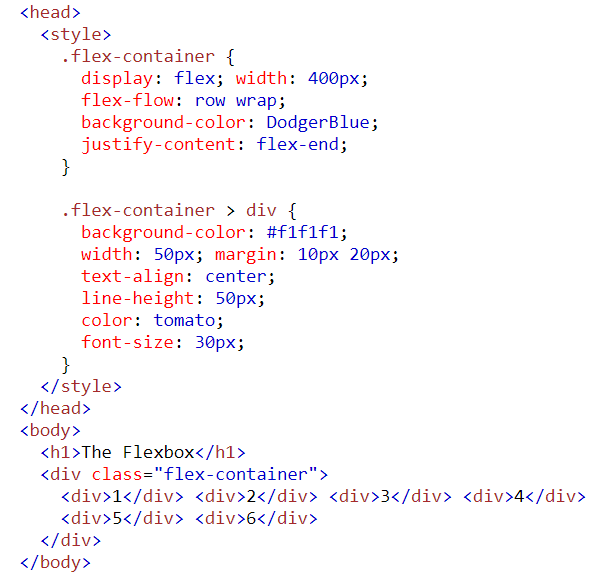 <head>
<style>
.flex-container {
display: flex; width: 400px;
flex-flow: row wrap;
background-color: DodgerBlue;
justify-content: flex-end;
}
.flex-container > div {
background-color: #f1f1f1;
width: 50px; margin: 10px 20px;
text-align: center;
line-height: 50px;
color: tomato;
font-size: 30px;
}
</style>
</head>
<body>
<h1>The Flexbox</h1>
<div class="flex-container">
<div>1</div> <div>2</div> <div>3</div> <div>4</div>
<div>5</div> <div>6</div>
</div>
</body>